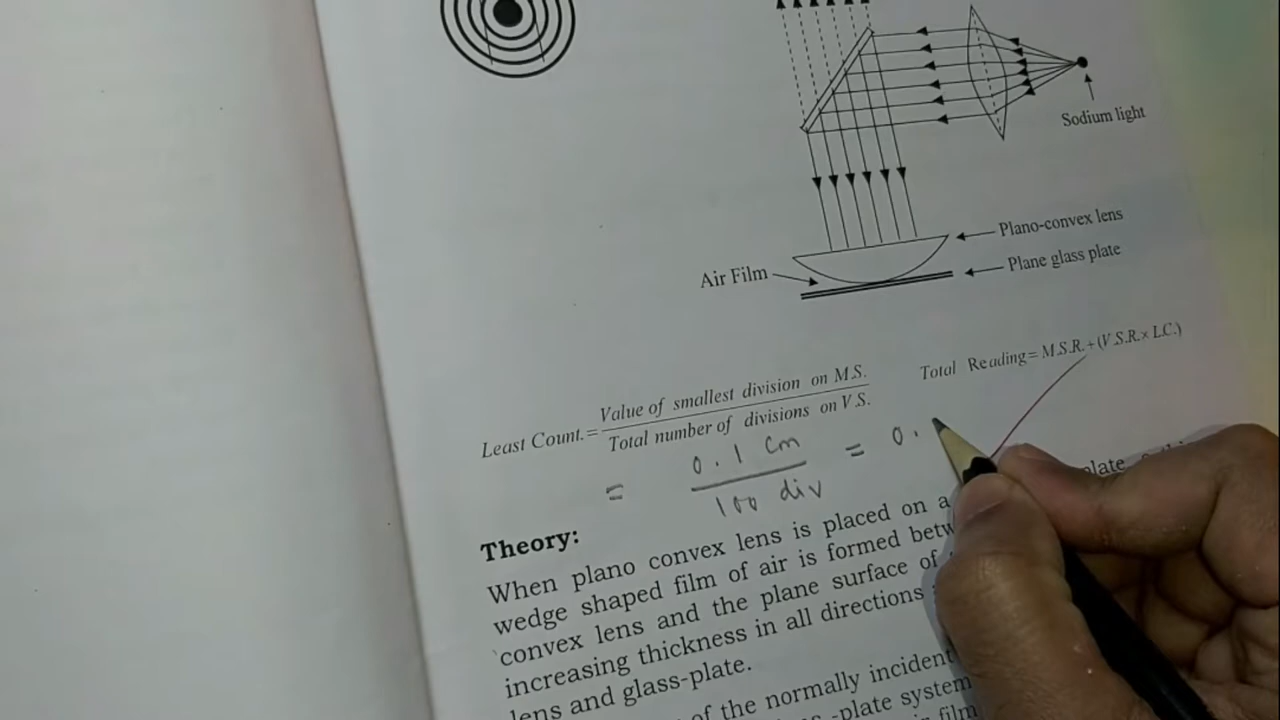 Sodium light
Plano-convex lens
Plane glass plate
Air Film
Total Reading = M.S.R. + (V.S.R. × L.C.)
Least Count. = Value of smallest division on M.S.
Total number of divisions on V.S.
= 0.1 cm = 0.
100 div
Theory:
When plano convex lens is placed on a
wedge shaped film of air is formed
convex lens and the plane surface of
increasing thickness in all directions
lens and glass-plate.
of the normally incident
-plate system
film